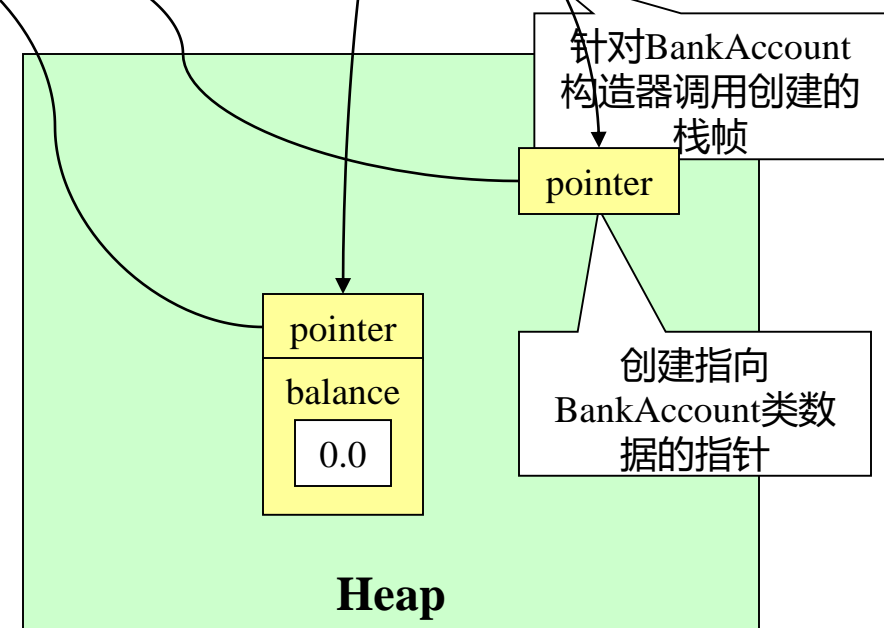 针对BankAccount
构造器调用创建的
栈帧
pointer
pointer
balance
0.0
创建指向
BankAccount类数
据的指针
Heap